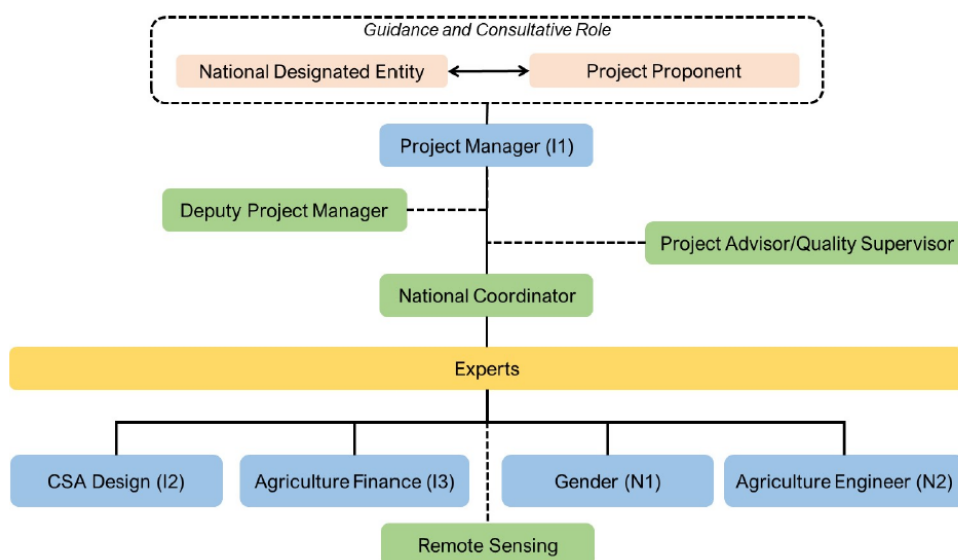 Guidance and Consultative Role
National Designated Entity
Project Proponent
Project Manager (I1)
Deputy Project Manager
Project Advisor/Quality Supervisor
National Coordinator
Experts
CSA Design (I2)
Agriculture Finance (I3)
Gender (N1)
Agriculture Engineer (N2)
Remote Sensing